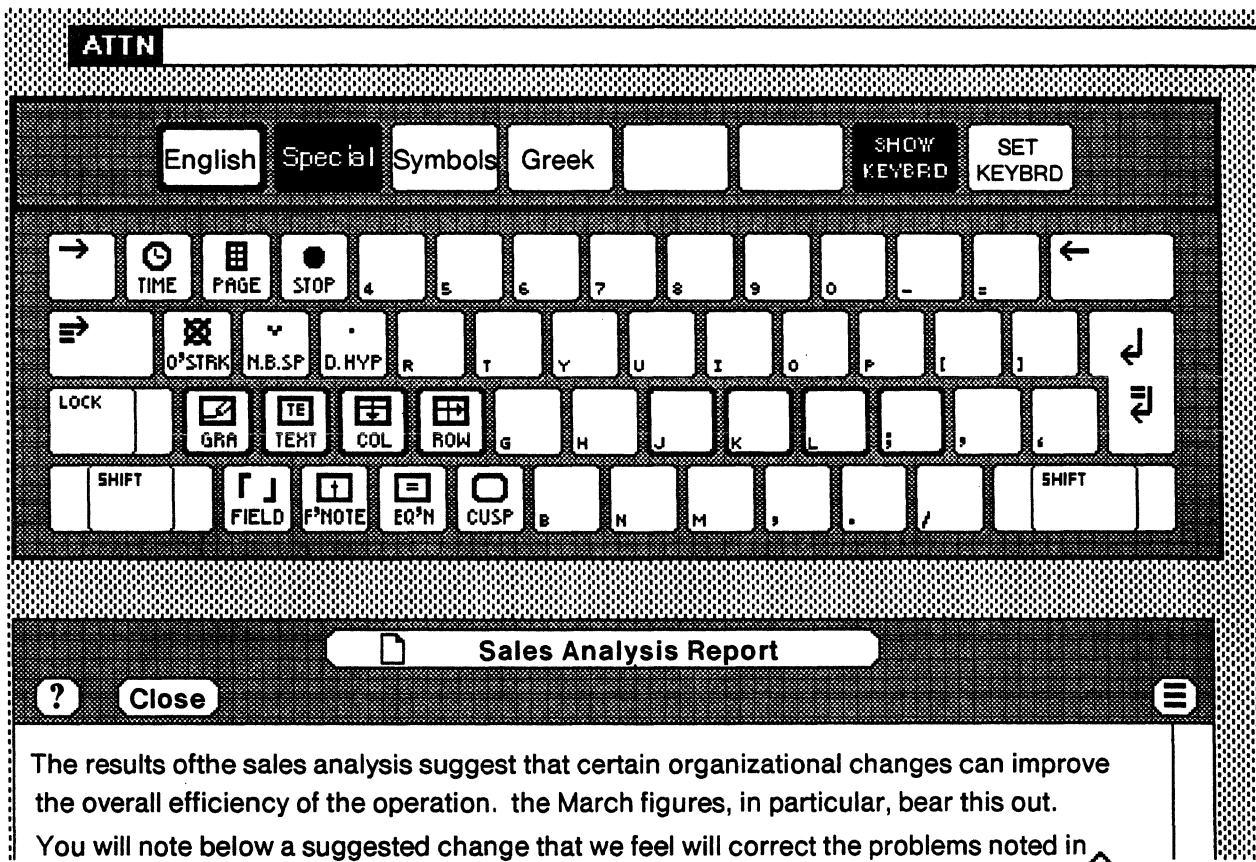 ATTN
English Special Symbols Greek SHOW KEYBRD SET KEYBRD
→ TIME PAGE STOP 4 5 6 7 8 9 0 - = ←
O'STRK N.B.SP D.HYP R T Y U I O P [ ]
LOCK GRA TE TEXT COL ROW G H J K L ; ' ‘
SHIFT FIELD F'NOTE EQ'N CUSP B N M , . / SHIFT
Sales Analysis Report
? Close
The results ofthe sales analysis suggest that certain organizational changes can improve
the overall efficiency of the operation. the March figures, in particular, bear this out.
You will note below a suggested change that we feel will correct the problems noted in